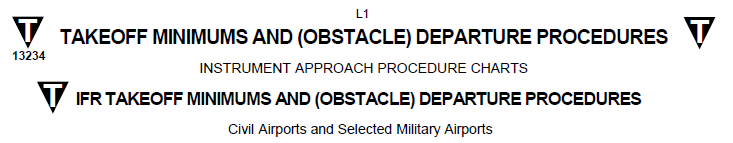 L1
T TAKEOFF MINIMUMS AND (OBSTACLE) DEPARTURE PROCEDURES T
13234
INSTRUMENT APPROACH PROCEDURE CHARTS
T IFR TAKEOFF MINIMUMS AND (OBSTACLE) DEPARTURE PROCEDURES
Civil Airports and Selected Military Airports